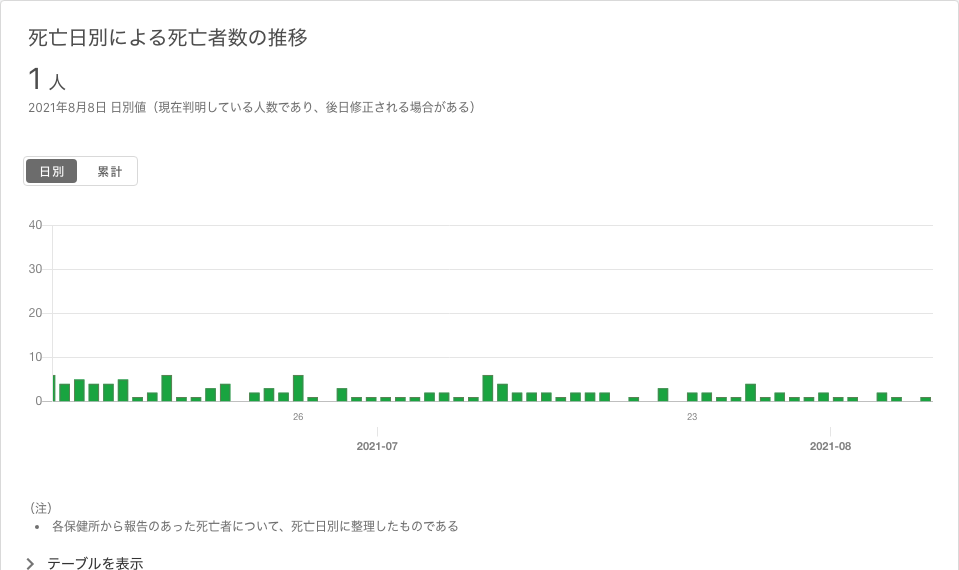 死亡日別による死亡者数の推移
1 人
2021年8月8日 日別値（現在判明している人数であり、後日修正される場合がある）
日別 累計
40
30
20
10
0
26 23
2021-07 2021-08
（注）
• 各保健所から報告のあった死亡者について、死亡日別に整理したものである
テーブルを表示